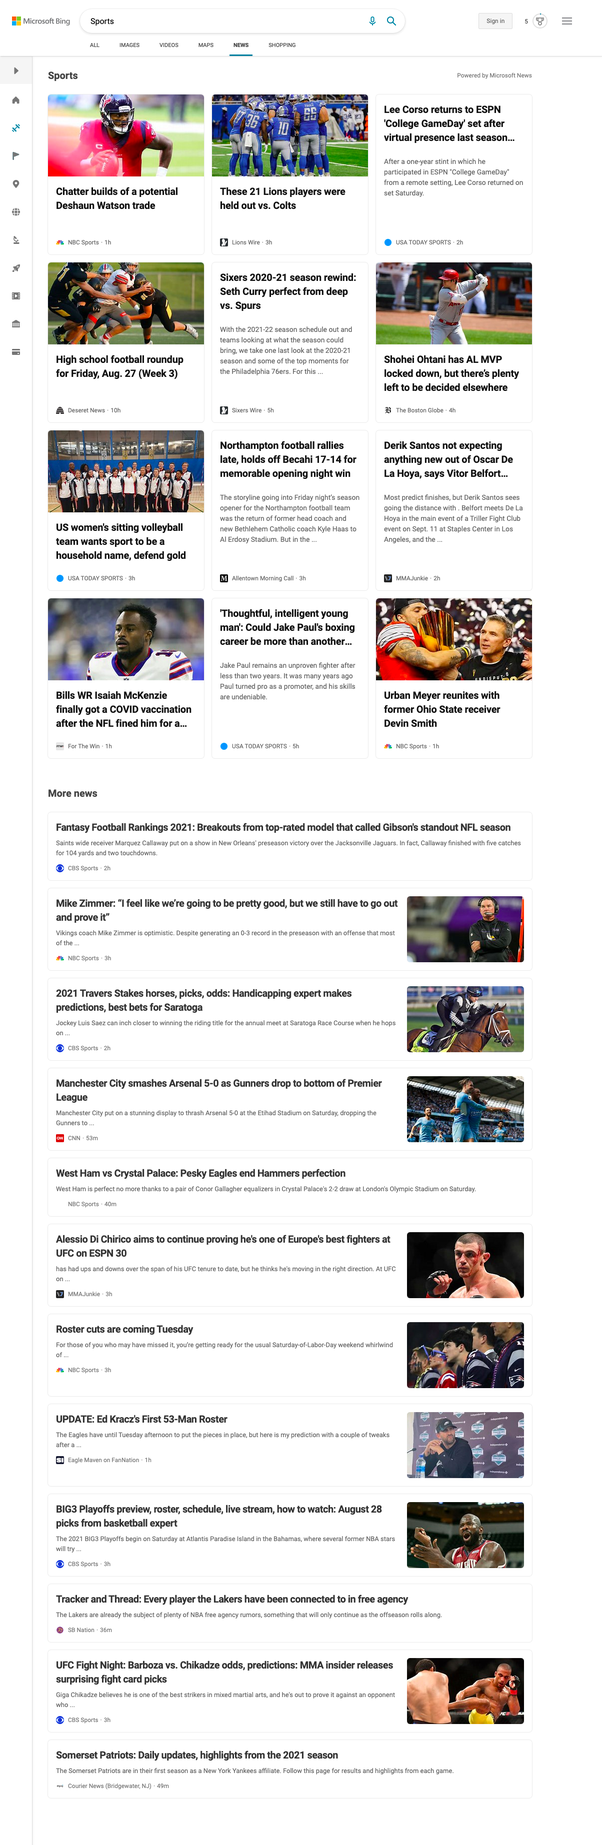 Microsoft Bing
Sports
Sign in
5
ALL
IMAGES
VIDEOS
MAPS
NEWS
SHOPPING
Sports
Powered by Microsoft News
Chatter builds of a potential
Deshaun Watson trade
NBC Sports · 1h
These 21 Lions players were
held out vs. Colts
Lions Wire · 3h
Lee Corso returns to ESPN
'College GameDay' set after
virtual presence last season...
After a one-year stint in which he
participated in ESPN "College GameDay"
from a remote setting, Lee Corso returned on
set Saturday.
USA TODAY SPORTS · 2h
High school football roundup
for Friday, Aug. 27 (Week 3)
Deseret News · 10h
Sixers 2020-21 season rewind:
Seth Curry perfect from deep
vs. Spurs
With the 2021-22 season schedule out and
teams looking at what the season could
bring, we take one last look at the 2020-21
season and some of the top moments for
the Philadelphia 76ers. For this ...
Sixers Wire · 5h
Shohei Ohtani has AL MVP
locked down, but there's plenty
left to be decided elsewhere
The Boston Globe · 4h
US women's sitting volleyball
team wants sport to be a
household name, defend gold
USA TODAY SPORTS · 3h
Northampton football rallies
late, holds off Becahi 17-14 for
memorable opening night win
The storyline going into Friday night's season
opener for the Northampton football team
was the return of former head coach and
new Bethlehem Catholic coach Kyle Haas to
Al Erdosy Stadium. But in the ...
Allentown Morning Call · 3h
Derik Santos not expecting
anything new out of Oscar De
La Hoya, says Vitor Belfort...
Most predict finishes, but Derik Santos sees
going the distance with . Belfort meets De La
Hoya in the main event of a Triller Fight Club
event on Sept. 11 at Staples Center in Los
Angeles, and the ...
MMAJunkie · 2h
Bills WR Isaiah McKenzie
finally got a COVID vaccination
after the NFL fined him for a...
For The Win · 1h
'Thoughtful, intelligent young
man': Could Jake Paul's boxing
career be more than another...
Jake Paul remains an unproven fighter after
less than two years. It was many years ago
Paul turned pro as a promoter, and his skills
are undeniable.
USA TODAY SPORTS · 5h
Urban Meyer reunites with
former Ohio State receiver
Devin Smith
NBC Sports · 1h
More news
Fantasy Football Rankings 2021: Breakouts from top-rated model that called Gibson's standout NFL season
Saints wide receiver Marquez Callaway put on a show in New Orleans' preseason victory over the Jacksonville Jaguars. In fact, Callaway finished with five catches
for 104 yards and two touchdowns.
CBS Sports · 2h
Mike Zimmer: “I feel like we're going to be pretty good, but we still have to go out
and prove it”
Vikings coach Mike Zimmer is optimistic. Despite generating an 0-3 record in the preseason with an offense that most
of the ...
NBC Sports · 3h
2021 Travers Stakes horses, picks, odds: Handicapping expert makes
predictions, best bets for Saratoga
Jockey Luis Saez can inch closer to winning the riding title for the annual meet at Saratoga Race Course when he hops
on ...
CBS Sports · 2h
Manchester City smashes Arsenal 5-0 as Gunners drop to bottom of Premier
League
Manchester City put on a stunning display to thrash Arsenal 5-0 at the Etihad Stadium on Saturday, dropping the
Gunners to ...
CNN · 53m
West Ham vs Crystal Palace: Pesky Eagles end Hammers perfection
West Ham is perfect no more thanks to a pair of Conor Gallagher equalizers in Crystal Palace's 2-2 draw at London's Olympic Stadium on Saturday.
NBC Sports · 40m
Alessio Di Chirico aims to continue proving he's one of Europe's best fighters at
UFC on ESPN 30
has had ups and downs over the span of his UFC tenure to date, but he thinks he's moving in the right direction. At UFC
on ...
MMAJunkie · 3h
Roster cuts are coming Tuesday
For those of you who may have missed it, you're getting ready for the usual Saturday-of-Labor-Day weekend whirlwind
of ...
NBC Sports · 3h
UPDATE: Ed Kracz's First 53-Man Roster
The Eagles have until Tuesday afternoon to put the pieces in place, but here is my prediction with a couple of tweaks
after a ...
Eagle Maven on FanNation · 1h
BIG3 Playoffs preview, roster, schedule, live stream, how to watch: August 28
picks from basketball expert
The 2021 BIG3 Playoffs begin on Saturday at Atlantis Paradise Island in the Bahamas, where several former NBA stars
will try ...
CBS Sports · 3h
Tracker and Thread: Every player the Lakers have been connected to in free agency
The Lakers are already the subject of plenty of NBA free agency rumors, something that will only continue as the offseason rolls along.
SB Nation · 36m
UFC Fight Night: Barboza vs. Chikadze odds, predictions: MMA insider releases
surprising fight card picks
Giga Chikadze believes he is one of the best strikers in mixed martial arts, and he's out to prove it against an opponent
who ...
CBS Sports · 3h
Somerset Patriots: Daily updates, highlights from the 2021 season
The Somerset Patriots are in their first season as a New York Yankees affiliate. Follow this page for results and highlights from each game.
Courier News (Bridgewater, NJ) · 49m